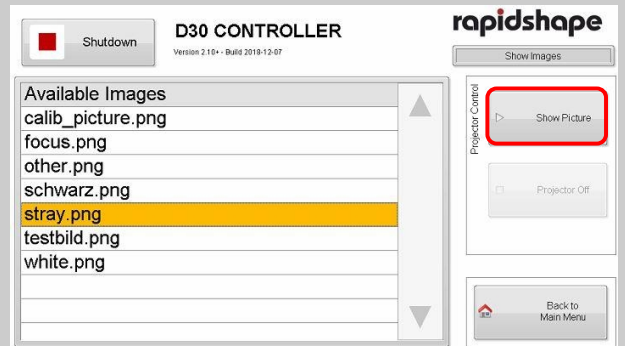 Shutdown
D30 CONTROLLER
Version 2.10+ - Build 2018-12-07
rapidshape
Show Images
Available Images
calib_picture.png
focus.png
other.png
schwarz.png
stray.png
testbild.png
white.png
Projector Control
Show Picture
Projector Off
Back to
Main Menu